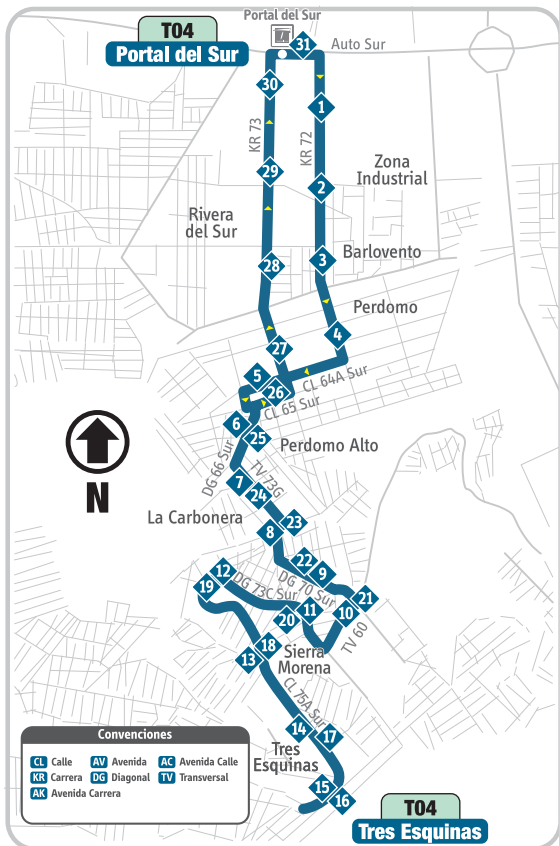 Portal del Sur
T04
Portal del Sur
31
Auto Sur
30
1
KR 73
KR 72
Zona
Industrial
29
2
Rivera
del Sur
Barlovento
28
3
Perdomo
4
27
5
CL 64A Sur
26
CL 65 Sur
6
25
Perdomo Alto
DG 66 Sur
TV 73G
7
24
La Carbonera
23
8
22
9
DG 70 Sur
12
19
DG 73C Sur
21
11
10
20
TV 60
18
Sierra
Morena
13
CL 75A Sur
14
17
Tres
Esquinas
15
16
N
Convenciones
CL Calle
AV Avenida
AC Avenida Calle
KR Carrera
DG Diagonal
TV Transversal
AK Avenida Carrera
T04
Tres Esquinas